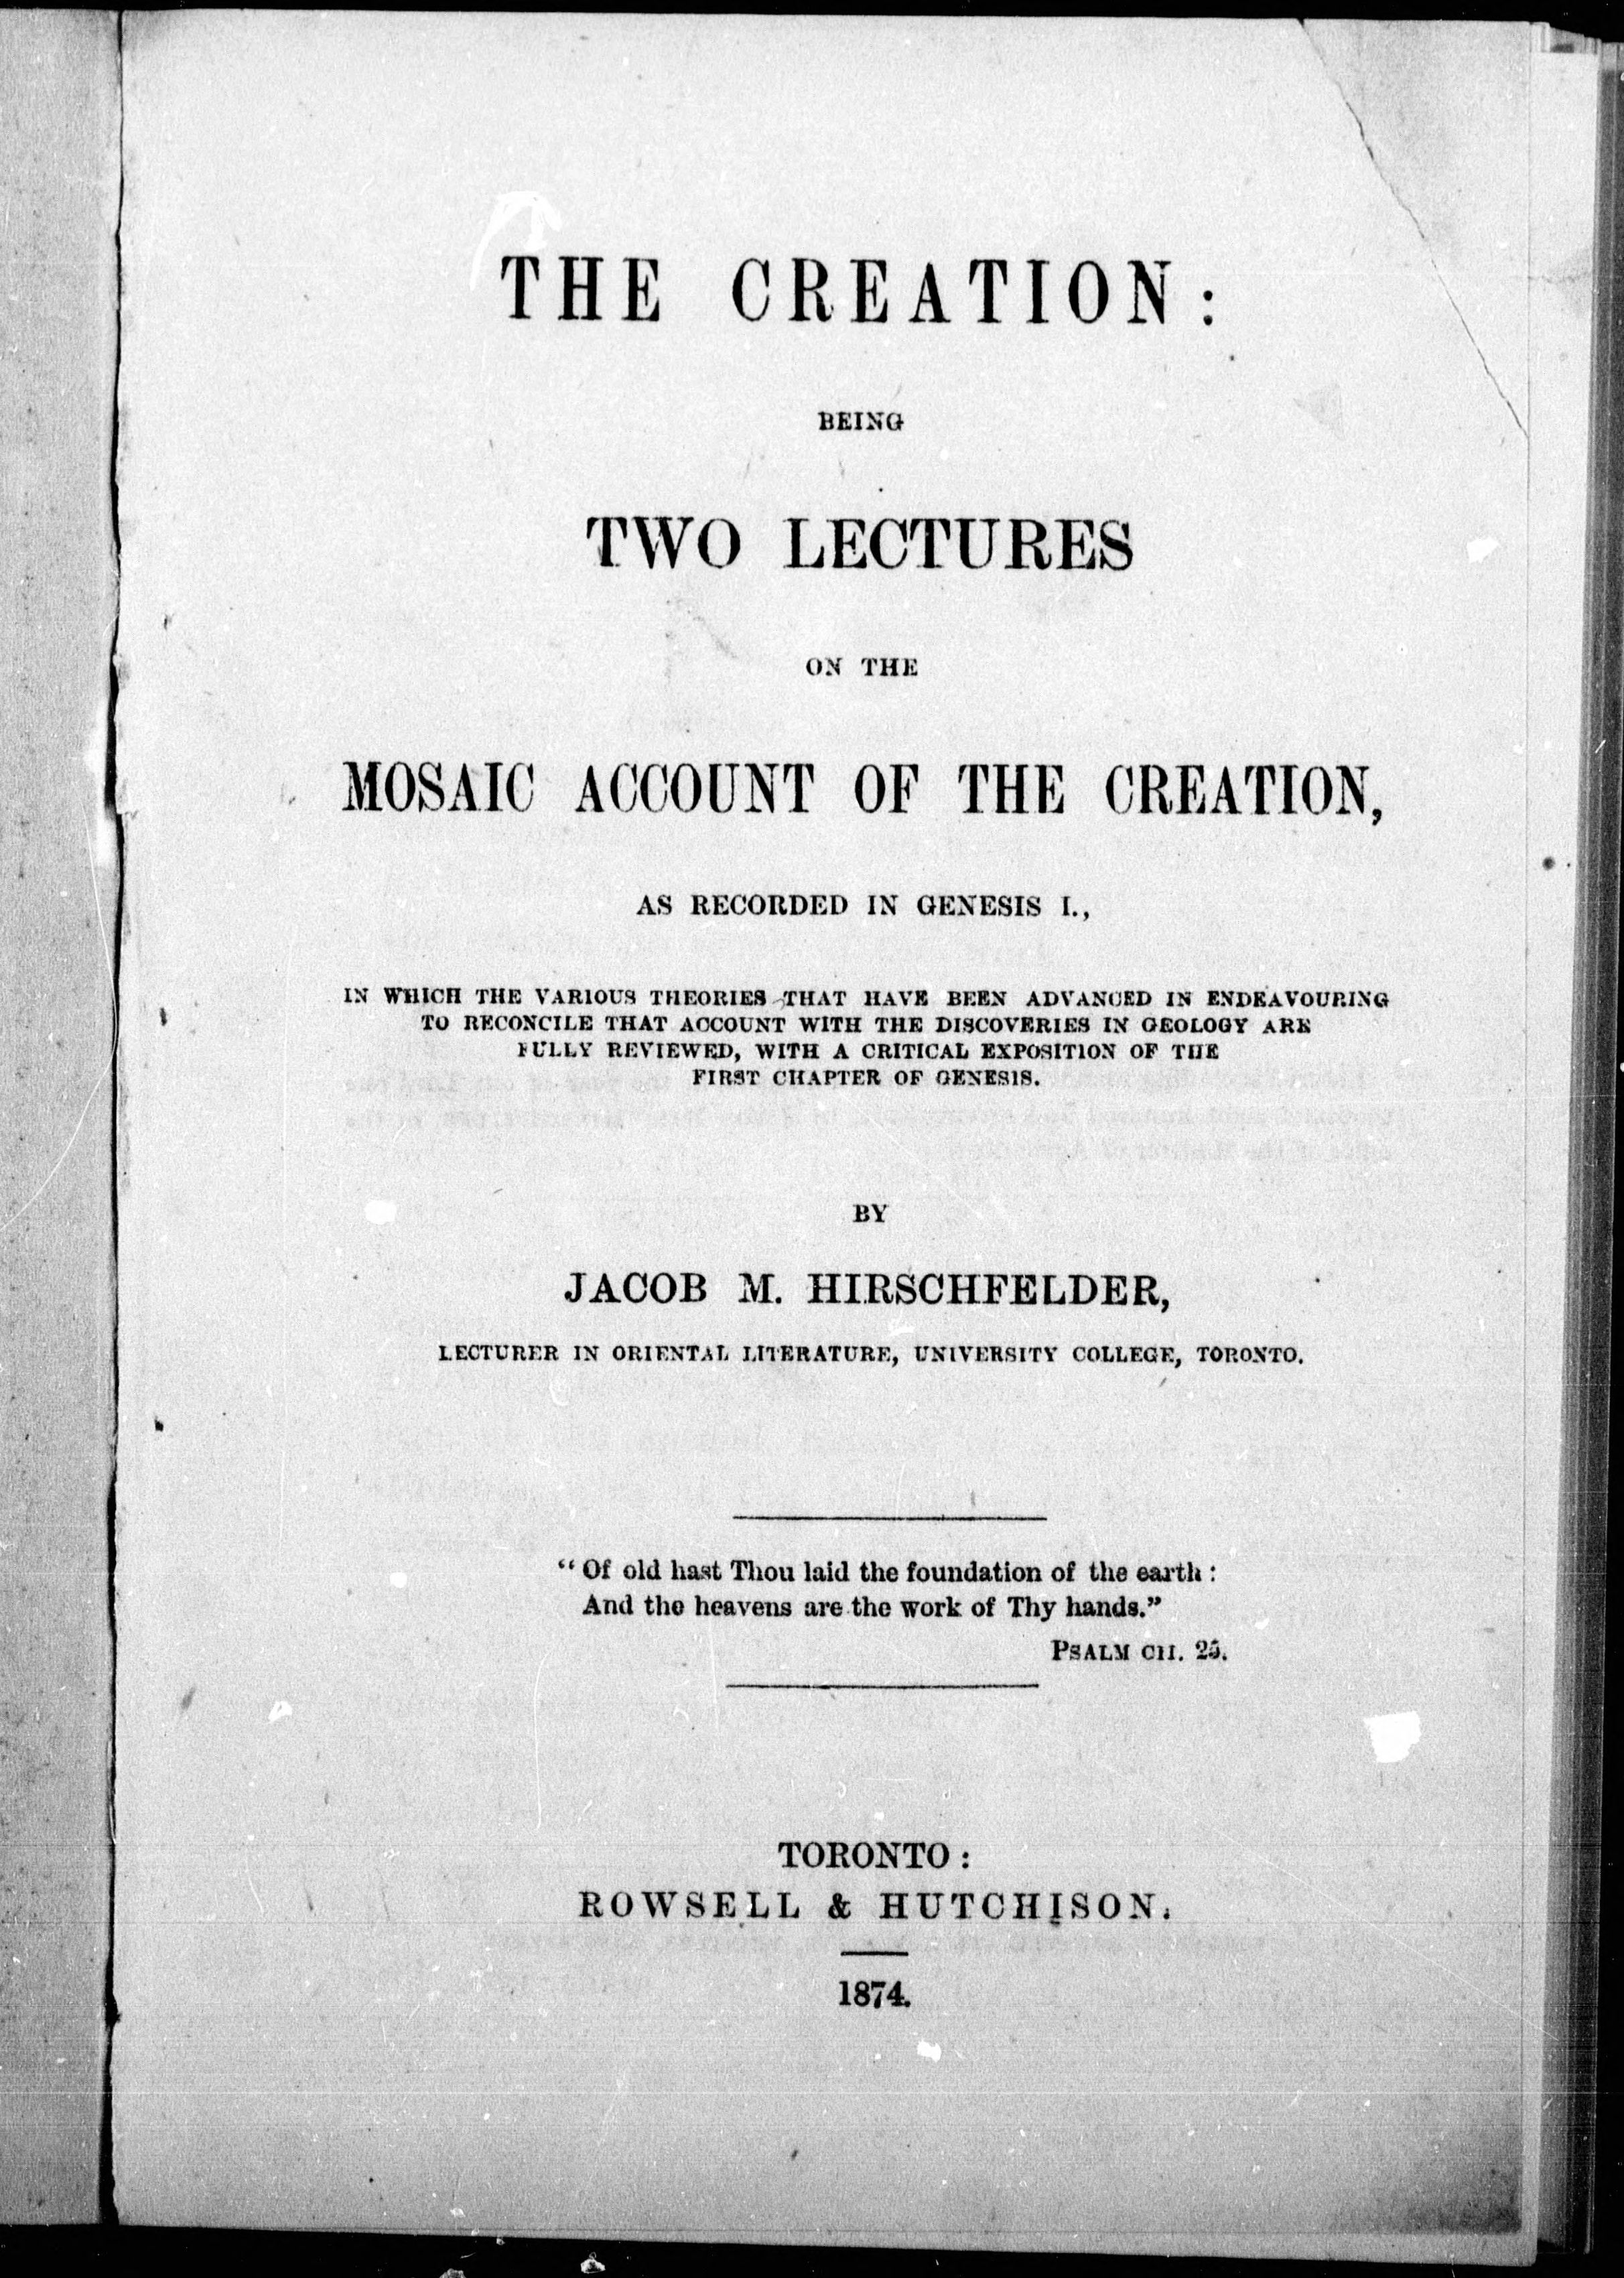 THE CREATION:
BEING
TWO LECTURES
ON THE
MOSAIC ACCOUNT OF THE CREATION,
AS RECORDED IN GENESIS I.,
IN WHICH THE VARIOUS THEORIES THAT HAVE BEEN ADVANCED IN ENDEAVOURING
TO RECONCILE THAT ACCOUNT WITH THE DISCOVERIES IN GEOLOGY ARE
FULLY REVIEWED, WITH A CRITICAL EXPOSITION OF THE
FIRST CHAPTER OF GENESIS.
BY
JACOB M. HIRSCHFELDER,
LECTURER IN ORIENTAL LITERATURE, UNIVERSITY COLLEGE, TORONTO.
"Of old hast Thou laid the foundation of the earth:
And the heavens are the work of Thy hands."
PSALM CII. 25.
TORONTO:
ROWSELL & HUTCHISON.
1874.